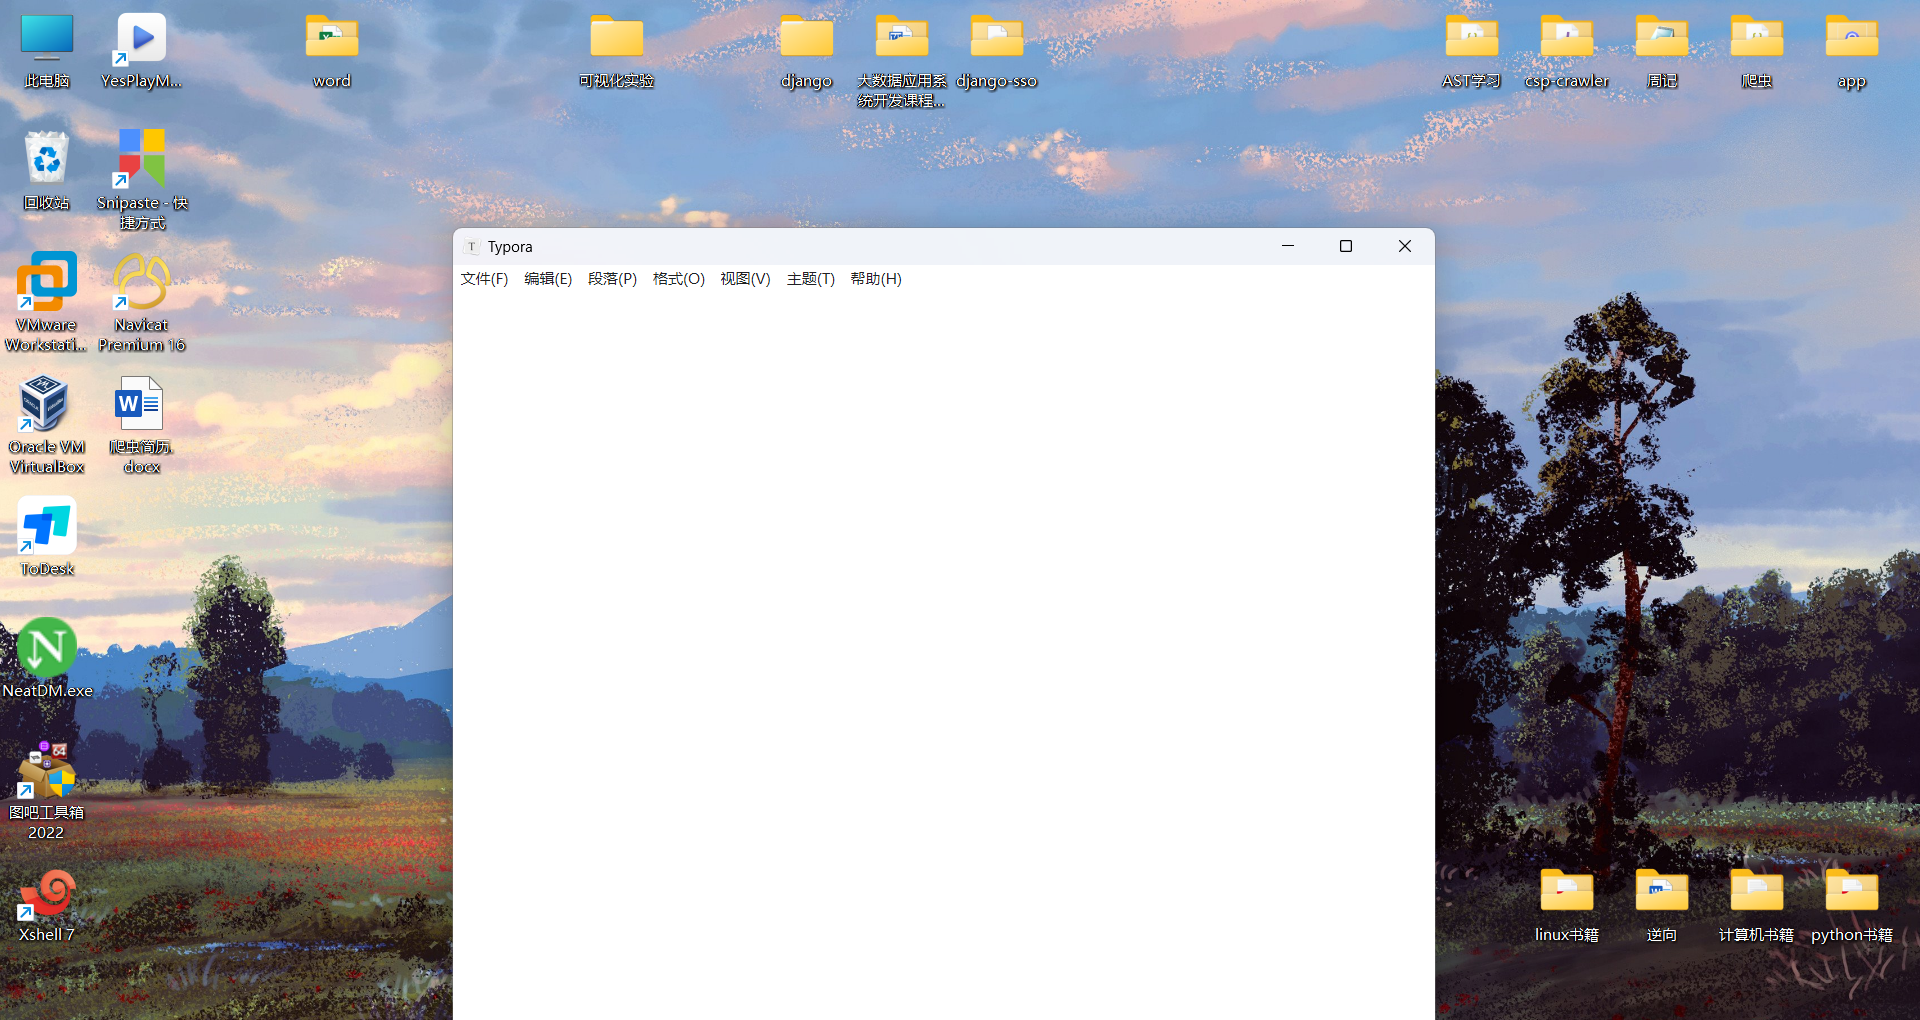 此电脑
YesPlayM...
word
可视化实验
django
大数据应用系
统开发课程...
django-sso
AST学习
csp-crawler
周记
爬虫
app
回收站
Snipaste - 快
捷方式
T Typora
文件(F) 编辑(E) 段落(P) 格式(O) 视图(V) 主题(T) 帮助(H)
VMware
Workstati...
Navicat
Premium 16
Oracle VM
VirtualBox
W
爬虫简历.
docx
ToDesk
N
NeatDM.exe
64
图吧工具箱
2022
Xshell 7
linux书籍
逆向
计算机书籍
python书籍